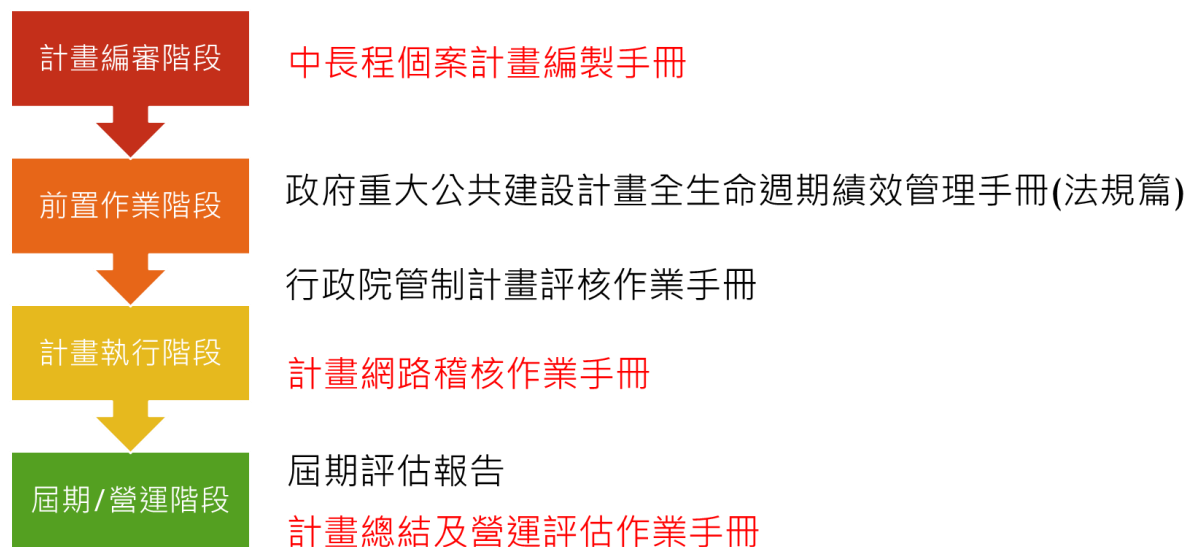 計畫編審階段
中長程個案計畫編製手冊
前置作業階段
政府重大公共建設計畫全生命週期績效管理手冊(法規篇)
行政院管制計畫評核作業手冊
計畫執行階段
計畫網路稽核作業手冊
屆期評估報告
屆期/營運階段
計畫總結及營運評估作業手冊